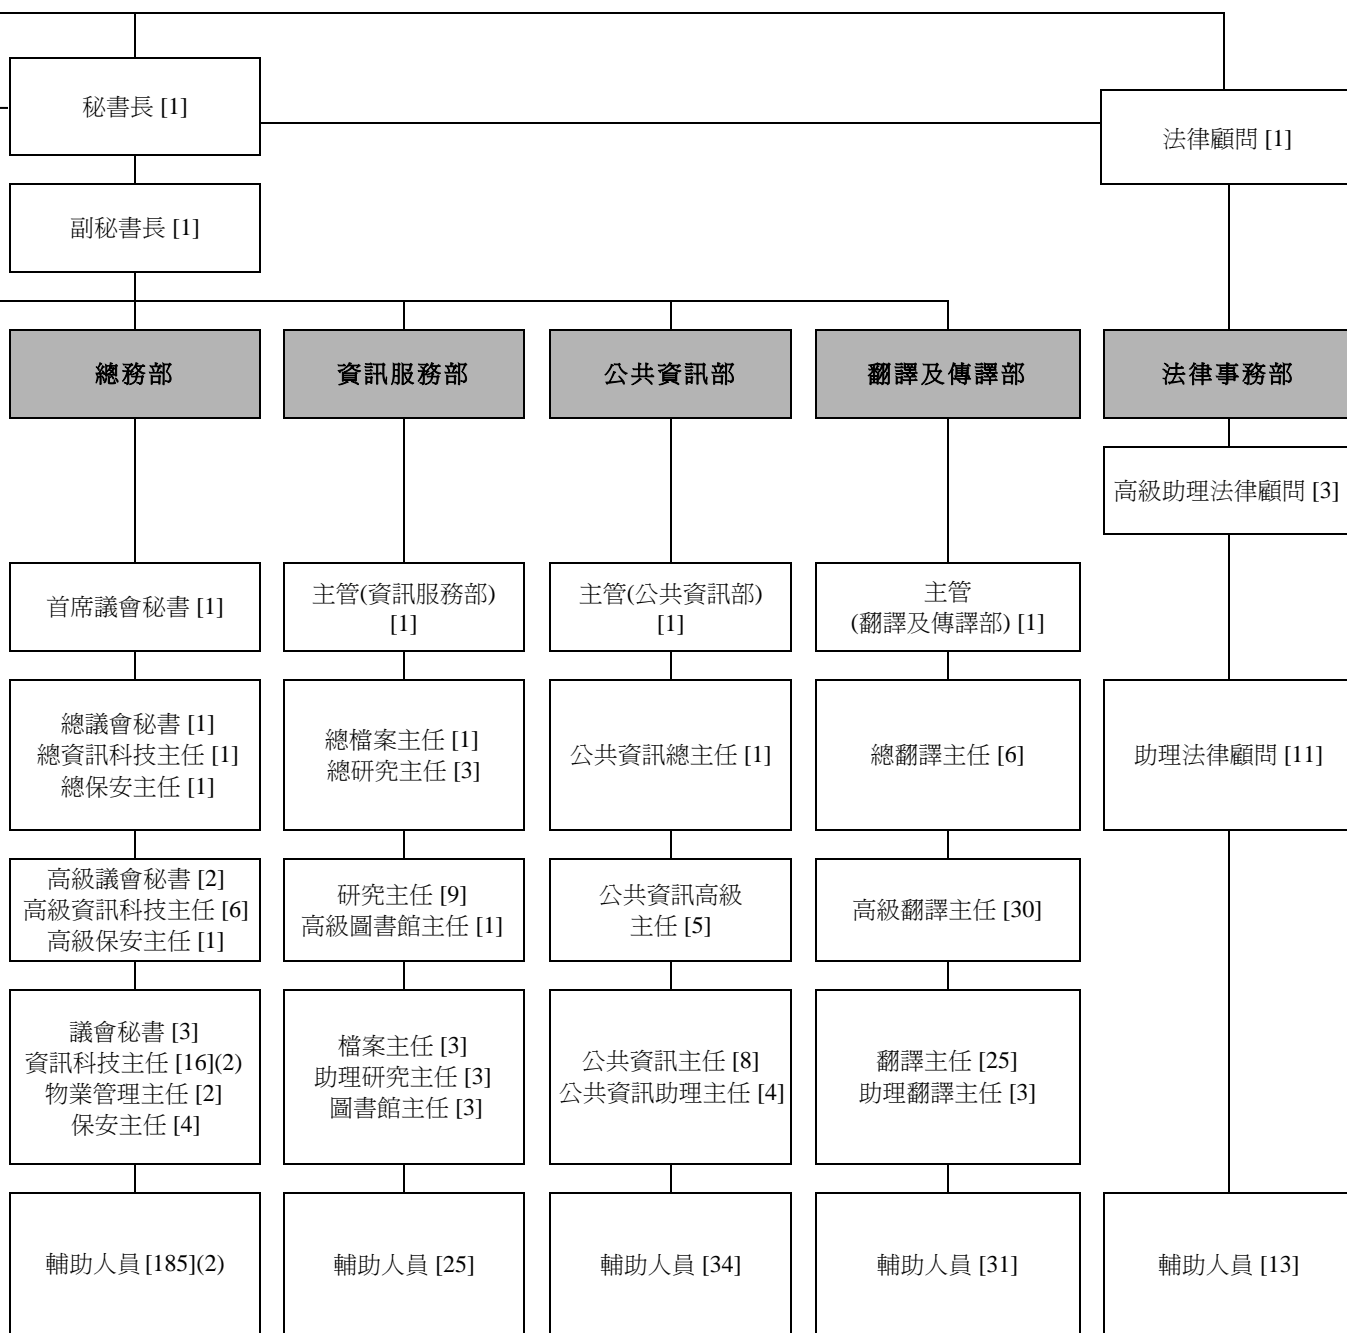 秘書長 [1]
法律顧問 [1]
副秘書長 [1]
總務部
資訊服務部
公共資訊部
翻譯及傳譯部
法律事務部
高級助理法律顧問 [3]
首席議會秘書 [1]
主管(資訊服務部)
[1]
主管(公共資訊部)
[1]
主管
(翻譯及傳譯部) [1]
總議會秘書 [1]
總資訊科技主任 [1]
總保安主任 [1]
總檔案主任 [1]
總研究主任 [3]
公共資訊總主任 [1]
總翻譯主任 [6]
助理法律顧問 [11]
高級議會秘書 [2]
高級資訊科技主任 [6]
高級保安主任 [1]
研究主任 [9]
高級圖書館主任 [1]
公共資訊高級
主任 [5]
高級翻譯主任 [30]
議會秘書 [3]
資訊科技主任 [16](2)
物業管理主任 [2]
保安主任 [4]
檔案主任 [3]
助理研究主任 [3]
圖書館主任 [3]
公共資訊主任 [8]
公共資訊助理主任 [4]
翻譯主任 [25]
助理翻譯主任 [3]
輔助人員 [185](2)
輔助人員 [25]
輔助人員 [34]
輔助人員 [31]
輔助人員 [13]